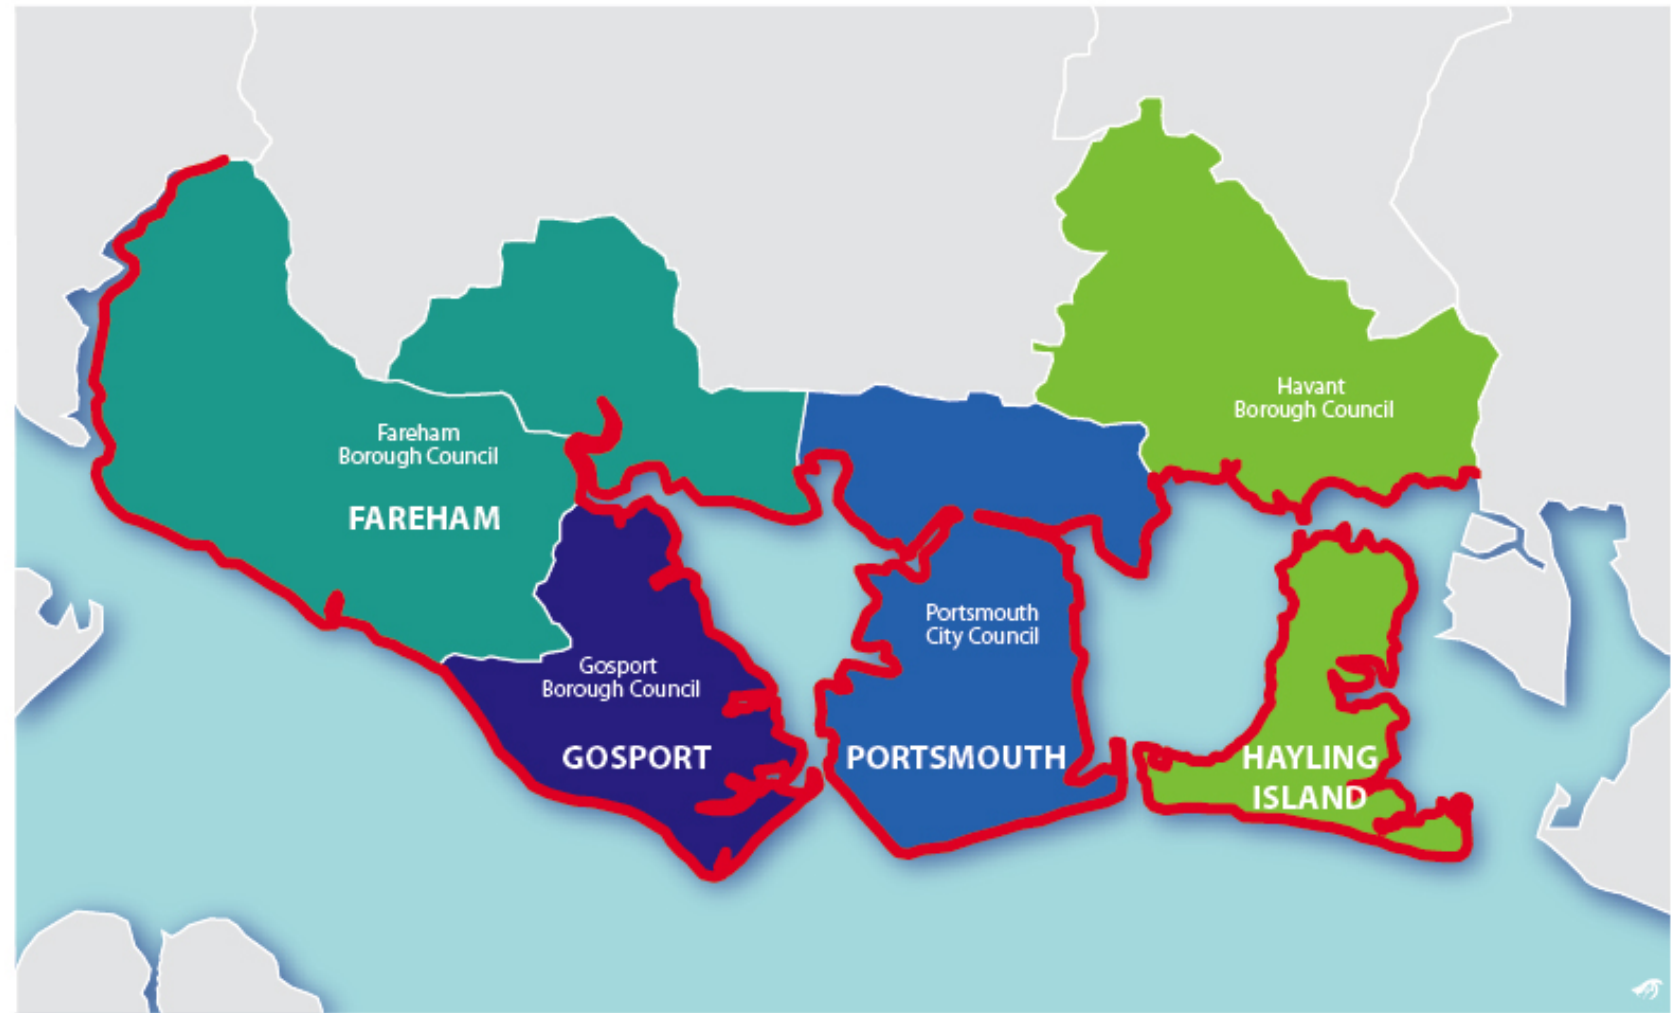 Havant
Borough Council
Fareham
Borough Council
FAREHAM
Portsmouth
City Council
Gosport
Borough Council
GOSPORT
PORTSMOUTH
HAYLING
ISLAND